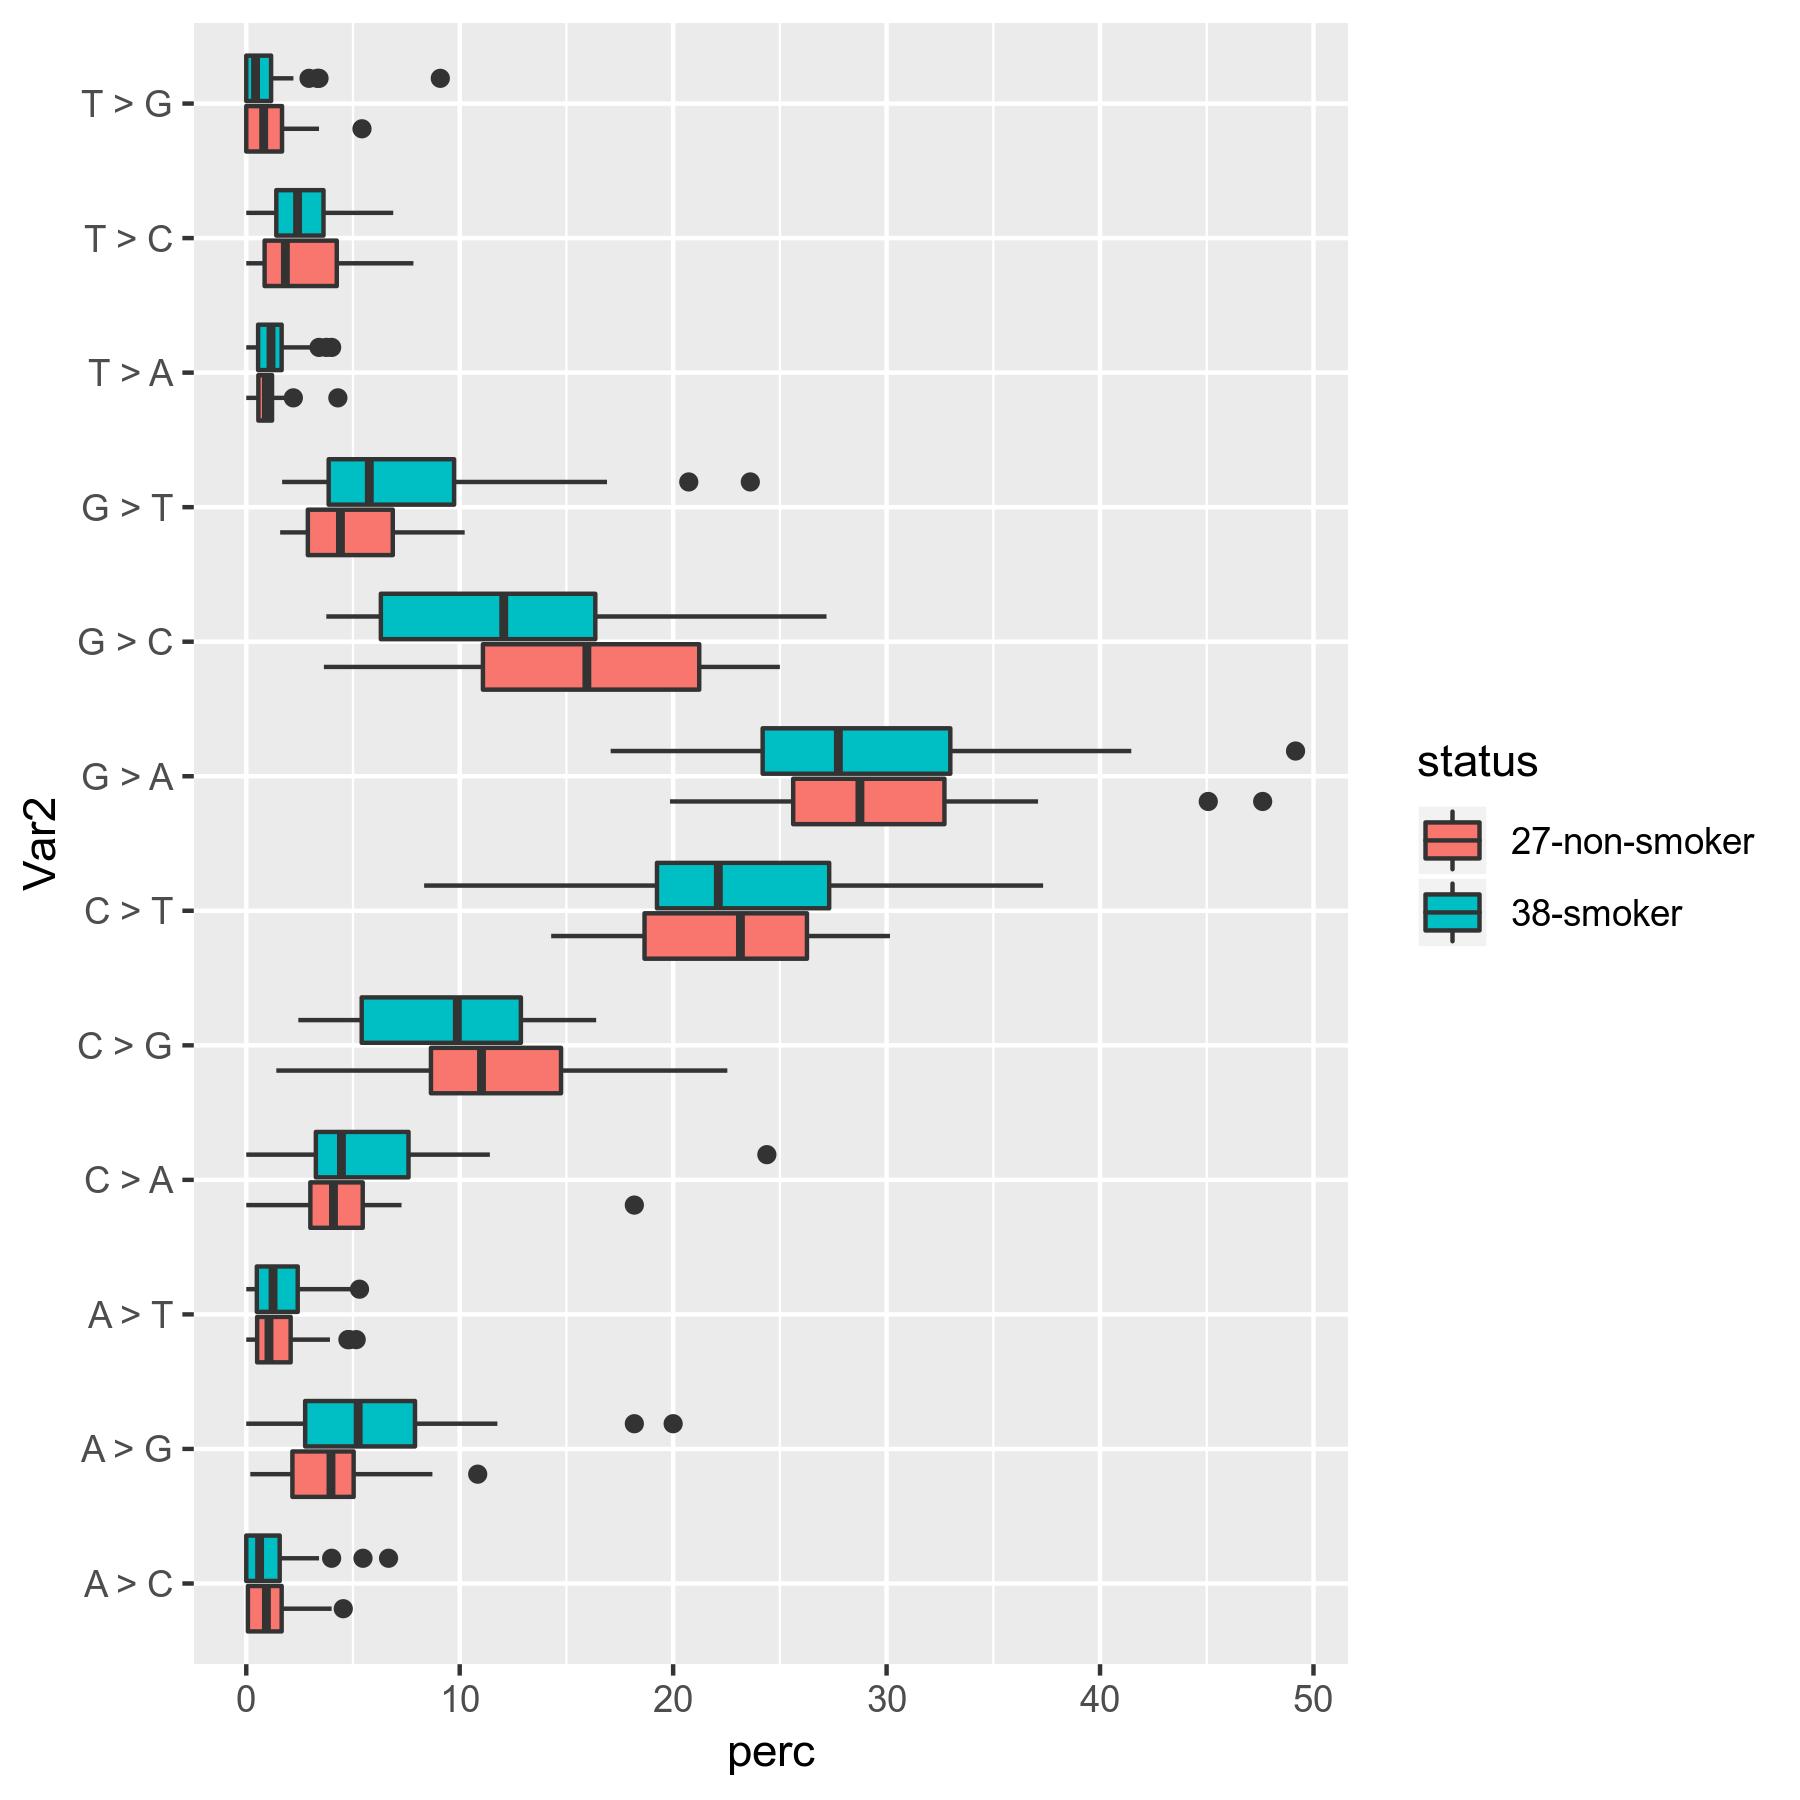 T > G
T > C
T > A
G > T
G > C
G > A
C > T
C > G
C > A
A > T
A > G
A > C
Var2
0 10 20 30 40 50
perc
status
27-non-smoker
38-smoker